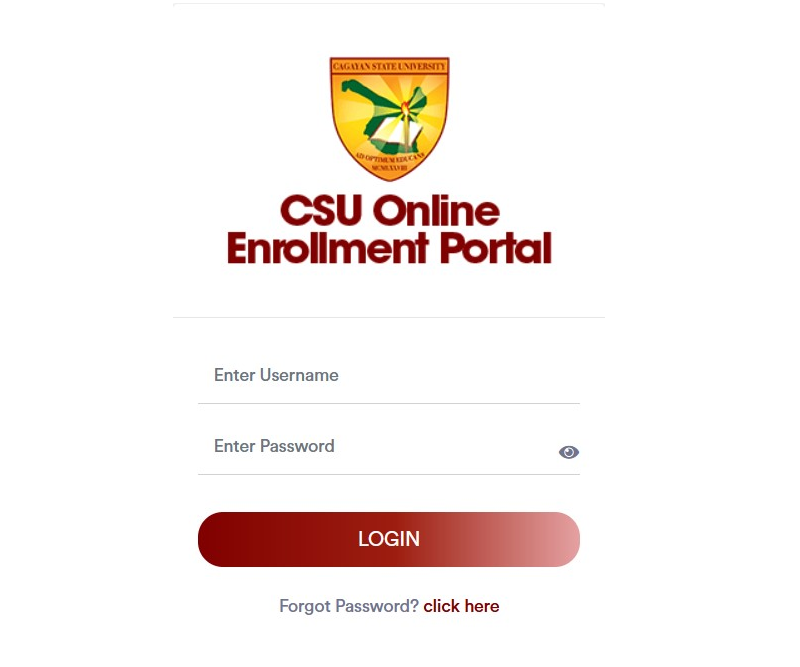 CAGAYAN STATE UNIVERSITY
AD OPTIMUM EDUCANS
MCMLXXVIII
CSU Online
Enrollment Portal
Enter Username
Enter Password
LOGIN
Forgot Password? click here